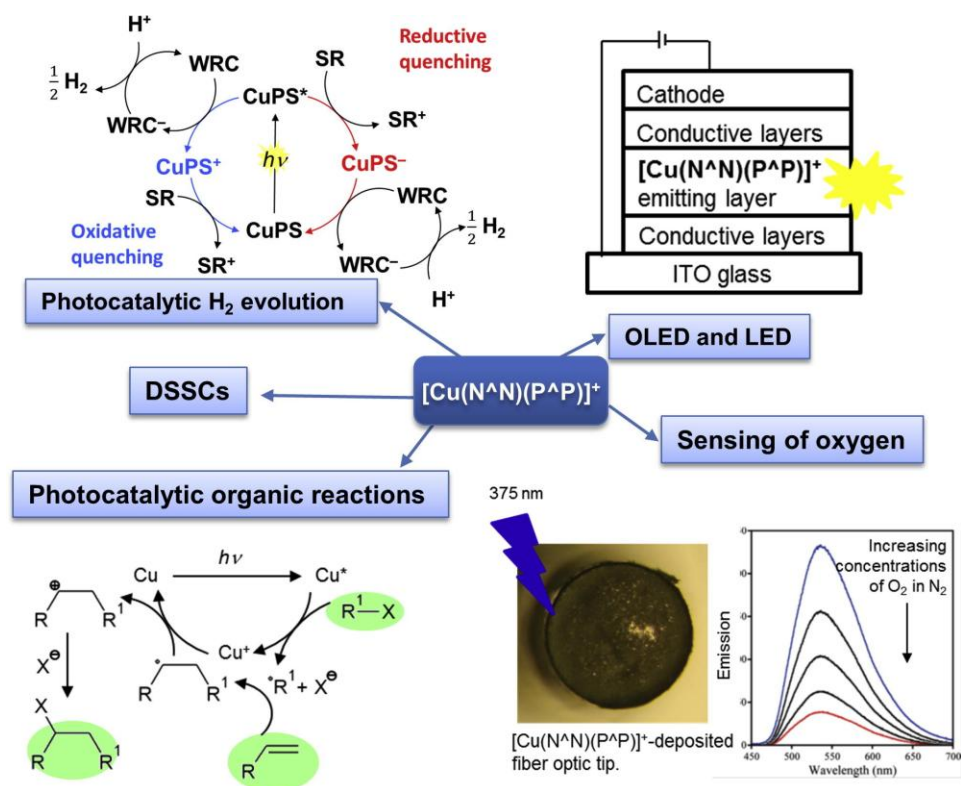 H⁺
½ H₂
WRC
WRC⁻
Reductive
quenching
SR
SR⁺
CuPS*
hν
CuPS⁺
CuPS⁻
SR
CuPS
WRC
½ H₂
WRC⁻
H⁺
Oxidative
quenching
SR⁺
Photocatalytic H₂ evolution
Cathode
Conductive layers
[Cu(N^N)(P^P)]⁺
emitting layer
Conductive layers
ITO glass
OLED and LED
DSSCs
[Cu(N^N)(P^P)]⁺
Sensing of oxygen
Photocatalytic organic reactions
Cu
hν
Cu*
R¹–X
⊕
R
R¹
Cu⁺
X⊖
R
R¹
•R¹ + X⊖
X
R
R¹
R
375 nm
[Cu(N^N)(P^P)]⁺-deposited
fiber optic tip.
Increasing
concentrations
of O₂ in N₂
Emission
450 500 550 600 650 700
Wavelength (nm)